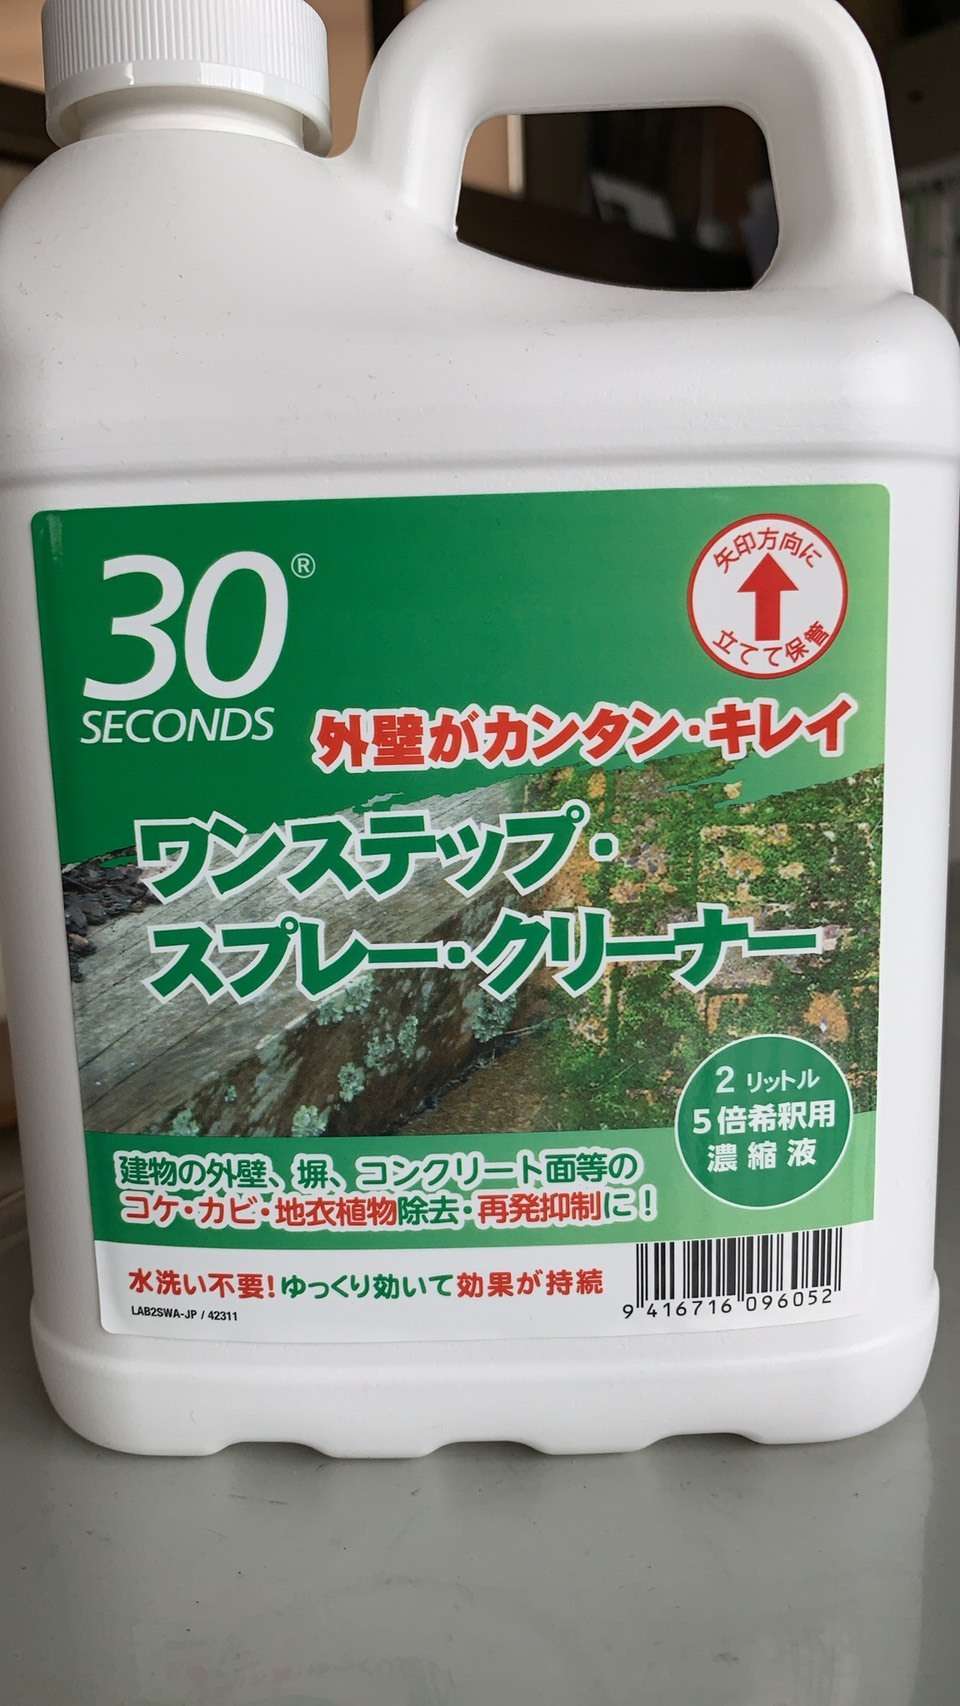 30®
SECONDS
矢印方向に
立てて保管
外壁がカンタン・キレイ
ワンステップ・
スプレー・クリーナー
2 リットル
5倍希釈用
濃縮液
建物の外壁、塀、コンクリート面等の
コケ・カビ・地衣植物除去・再発抑制に！
水洗い不要！ゆっくり効いて効果が持続
LAB2SWA-JP / 42311
9 416716 096052